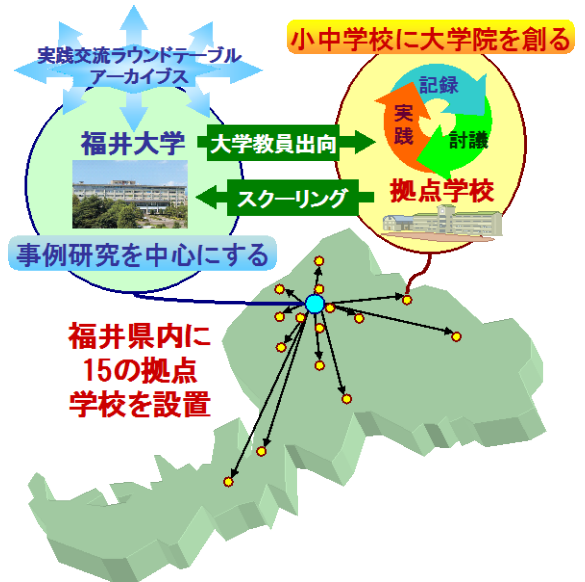 実践交流ラウンドテーブル
アーカイブス
小中学校に大学院を創る
福井大学
大学教員出向
スクーリング
記録
実践
討議
拠点学校
事例研究を中心にする
福井県内に
15の拠点
学校を設置